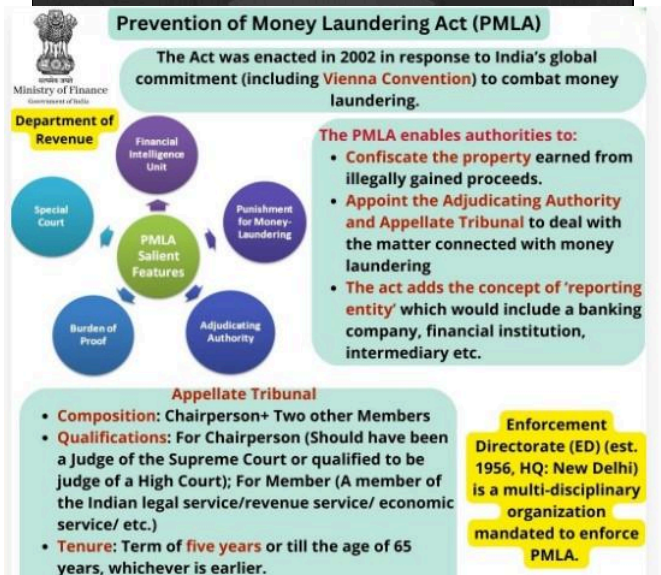 Prevention of Money Laundering Act (PMLA)
सत्यमेव जयते
Ministry of Finance
Government of India
The Act was enacted in 2002 in response to India's global
commitment (including Vienna Convention) to combat money
laundering.
Department of
Revenue
Financial
Intelligence
Unit
Special
Court
Punishment
for Money-
Laundering
PMLA
Salient
Features
Burden of
Proof
Adjudicating
Authority
The PMLA enables authorities to:
• Confiscate the property earned from
illegally gained proceeds.
• Appoint the Adjudicating Authority
and Appellate Tribunal to deal with
the matter connected with money
laundering
• The act adds the concept of 'reporting
entity' which would include a banking
company, financial institution,
intermediary etc.
Appellate Tribunal
• Composition: Chairperson+ Two other Members
• Qualifications: For Chairperson (Should have been
a Judge of the Supreme Court or qualified to be
judge of a High Court); For Member (A member of
the Indian legal service/revenue service/ economic
service/ etc.)
• Tenure: Term of five years or till the age of 65
years, whichever is earlier.
Enforcement
Directorate (ED) (est.
1956, HQ: New Delhi)
is a multi-disciplinary
organization
mandated to enforce
PMLA.